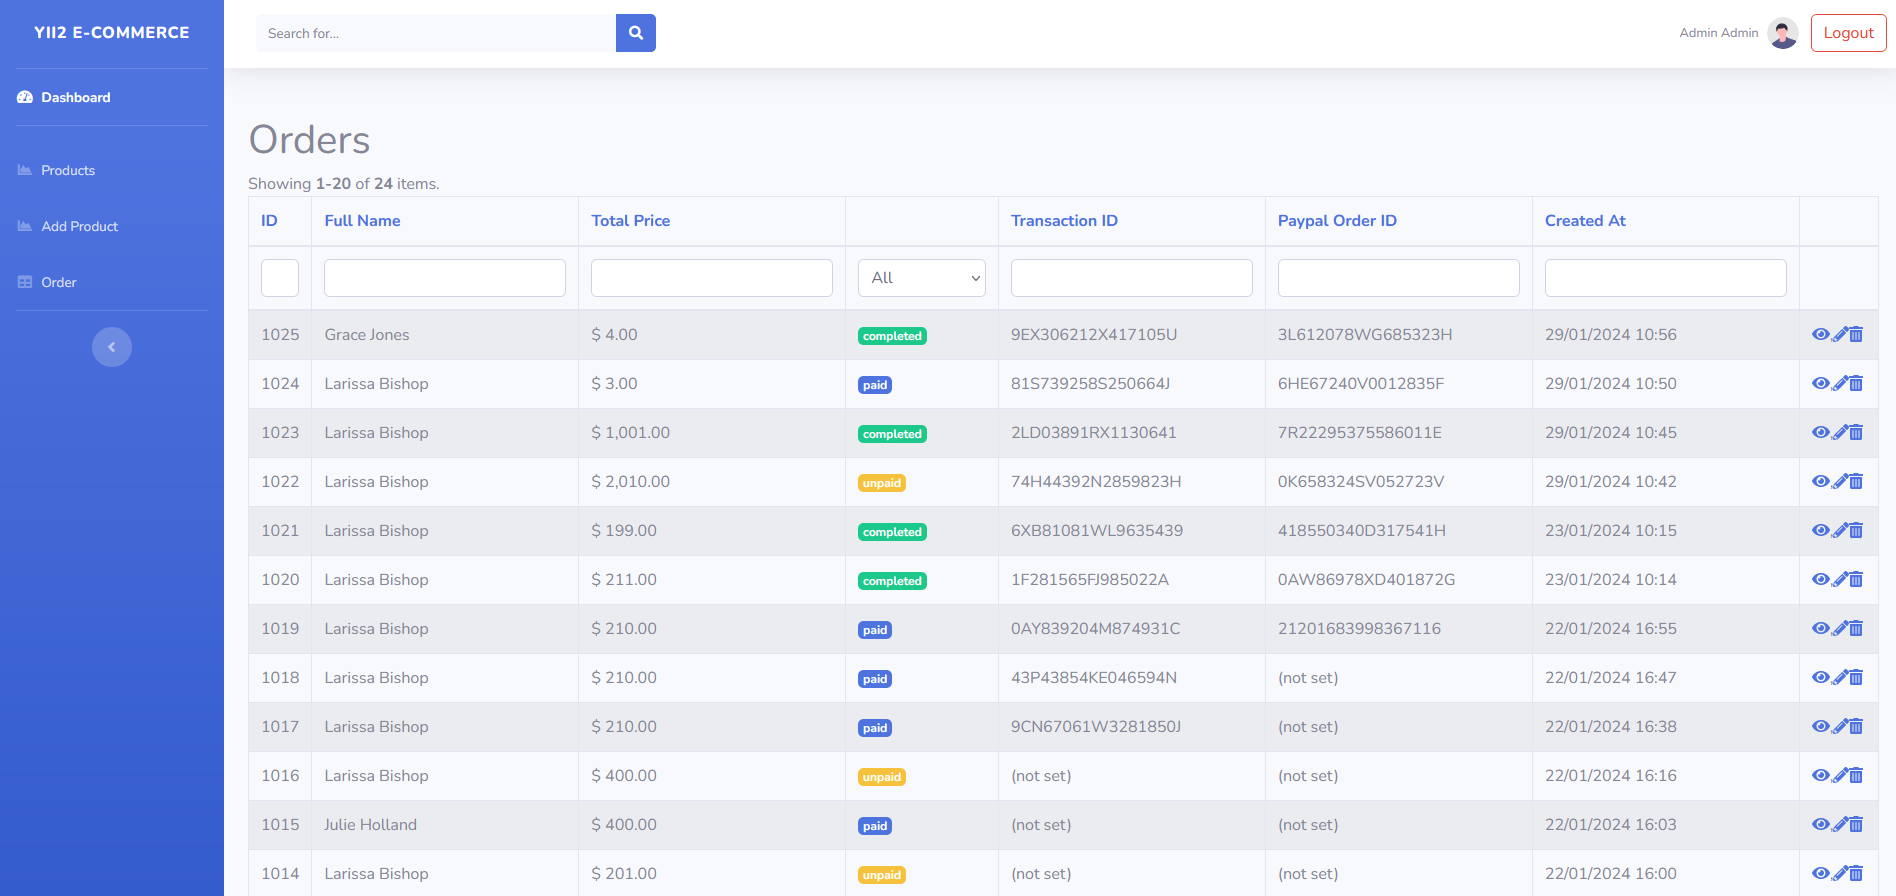 YII2 E-COMMERCE
Search for...
Admin Admin
Logout
Dashboard
Products
Add Product
Order
Orders
Showing 1-20 of 24 items.
ID Full Name Total Price Transaction ID Paypal Order ID Created At
All
1025 Grace Jones $ 4.00 completed 9EX306212X417105U 3L612078WG685323H 29/01/2024 10:56
1024 Larissa Bishop $ 3.00 paid 81S739258S250664J 6HE67240V0012835F 29/01/2024 10:50
1023 Larissa Bishop $ 1,001.00 completed 2LD03891RX1130641 7R22295375586011E 29/01/2024 10:45
1022 Larissa Bishop $ 2,010.00 unpaid 74H44392N2859823H 0K658324SV052723V 29/01/2024 10:42
1021 Larissa Bishop $ 199.00 completed 6XB81081WL9635439 418550340D317541H 23/01/2024 10:15
1020 Larissa Bishop $ 211.00 completed 1F281565FJ985022A 0AW86978XD401872G 23/01/2024 10:14
1019 Larissa Bishop $ 210.00 paid 0AY839204M874931C 21201683998367116 22/01/2024 16:55
1018 Larissa Bishop $ 210.00 paid 43P43854KE046594N (not set) 22/01/2024 16:47
1017 Larissa Bishop $ 210.00 paid 9CN67061W3281850J (not set) 22/01/2024 16:38
1016 Larissa Bishop $ 400.00 unpaid (not set) (not set) 22/01/2024 16:16
1015 Julie Holland $ 400.00 paid (not set) (not set) 22/01/2024 16:03
1014 Larissa Bishop $ 201.00 unpaid (not set) (not set) 22/01/2024 16:00